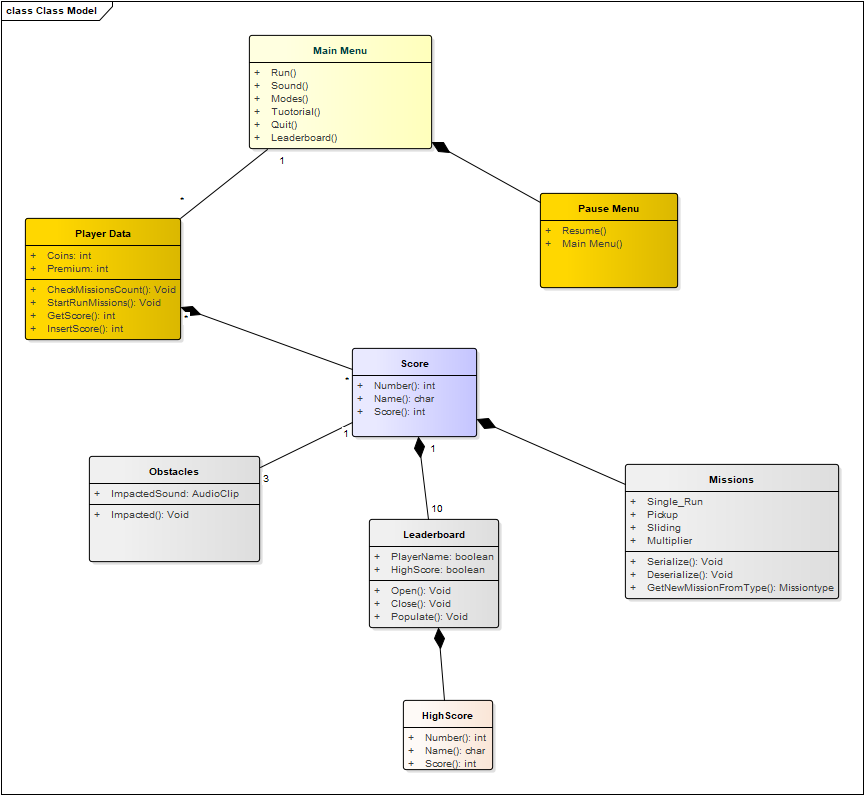 class Class Model
Main Menu
+ Run()
+ Sound()
+ Modes()
+ Tuotorial()
+ Quit()
+ Leaderboard()
1
*
Pause Menu
+ Resume()
+ Main Menu()
Player Data
+ Coins: int
+ Premium: int
+ CheckMissionsCount(): Void
+ StartRunMissions(): Void
+ GetScore(): int
+ InsertScore(): int
*
*
Score
+ Number(): int
+ Name(): char
+ Score(): int
1
3
1
10
Obstacles
+ ImpactedSound: AudioClip
+ Impacted(): Void
Missions
+ Single_Run
+ Pickup
+ Sliding
+ Multiplier
+ Serialize(): Void
+ Deserialize(): Void
+ GetNewMissionFromType(): Missiontype
Leaderboard
+ PlayerName: boolean
+ HighScore: boolean
+ Open(): Void
+ Close(): Void
+ Populate(): Void
HighScore
+ Number(): int
+ Name(): char
+ Score(): int